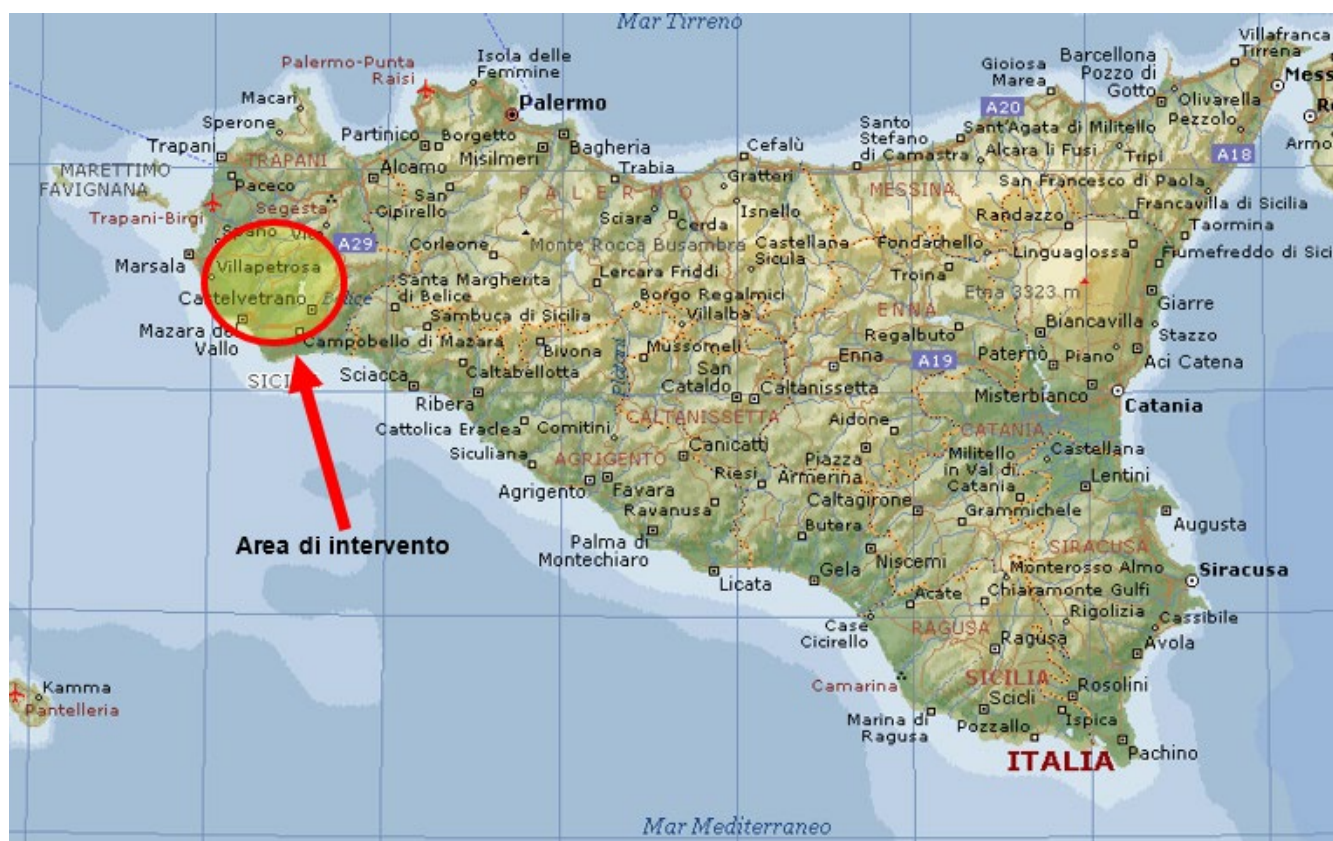 Mar Tirreno
Villafranca
Tirrena
Isola delle
Femmine
Palermo-Punta
Raisi
Barcellona
Pozzo di
Gotto
Gioiosa
Marea
Mess
Macari
Palermo
A20
Olivarella
Sperone
Partinico
Borgetto
Santo
Stefano
di Camastra
Sant'Agata di Militello
Pezzolo
Trapani
Misilmeri
Bagheria
Cefalù
Alcara li Fusi
Tripi
A18
Armo
MARETTIMO
FAVIGNANA
TRAPANI
Alcamo
Trabia
Gratteri
Paceco
San
Gipirello
PALERMO
MESSINA
San Francesco di Paola
Segesta
Trapani-Birgi
Sciara
Cerda
Isnello
Randazzo
Francavilla di Sicilia
Taormina
A29
Corleone
Monte Rocca Busambra
Castellana
Sicula
Fondachello
Linguaglossa
Fiumefreddo di Sici
Marsala
Villapetrosa
Santa Margherita
di Belice
Lercara Friddi
Troina
Etna 3323 m
Castelvetrano
Belice
Borgo Regalmici
Giarre
Sambuca di Sicilia
Villalba
ENNA
Biancavilla
Mazara del
Vallo
Campobello di Mazara
Bivona
Mussomeli
Regalbuto
Stazzo
Caltabellotta
Platani
Enna
A19
Paternò
Piano
Aci Catena
SICI
Sciacca
San
Cataldo
Caltanissetta
Misterbianco
Catania
Ribera
CALTANISSETTA
Aidone
Cattolica Eraclea
Comitini
CATANIA
Siculiana
Canicattì
Piazza
Armerina
Militello
in Val di
Catania
Castellana
AGRIGENTO
Riesi
Lentini
Agrigento
Favara
Caltagirone
Ravanusa
Grammichele
Augusta
Area di intervento
Butera
Palma di
Montechiaro
SIRACUSA
Niscemi
Monterosso Almo
Siracusa
Licata
Gela
Acate
Chiaramonte Gulfi
Case
Cicirello
Rigolizia
Cassibile
RAGUSA
Ragusa
Avola
Kamma
Pantelleria
Camarina
SICILIA
Rosolini
Scicli
Marina di
Ragusa
Pozzallo
Ispica
ITALIA
Pachino
Mar Mediterraneo